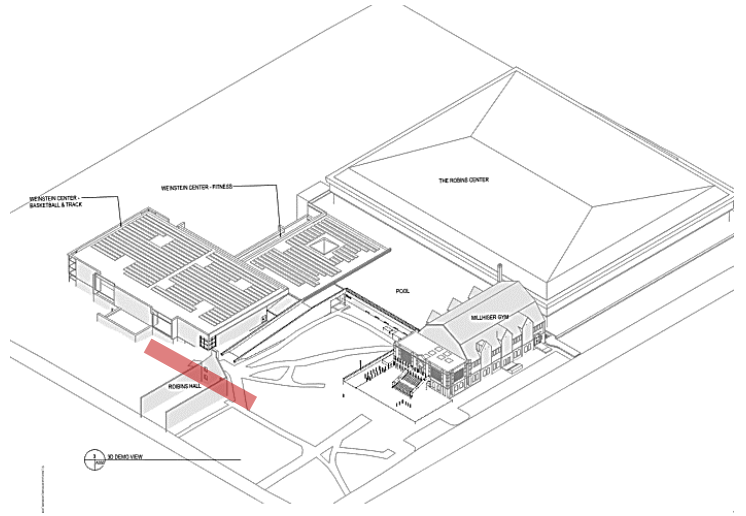 THE ROBINS CENTER
WEINSTEIN CENTER - FITNESS
WEINSTEIN CENTER -
BASKETBALL & TRACK
POOL
MILLHISER GYM
ROBINS HALL
3D DEMO VIEW